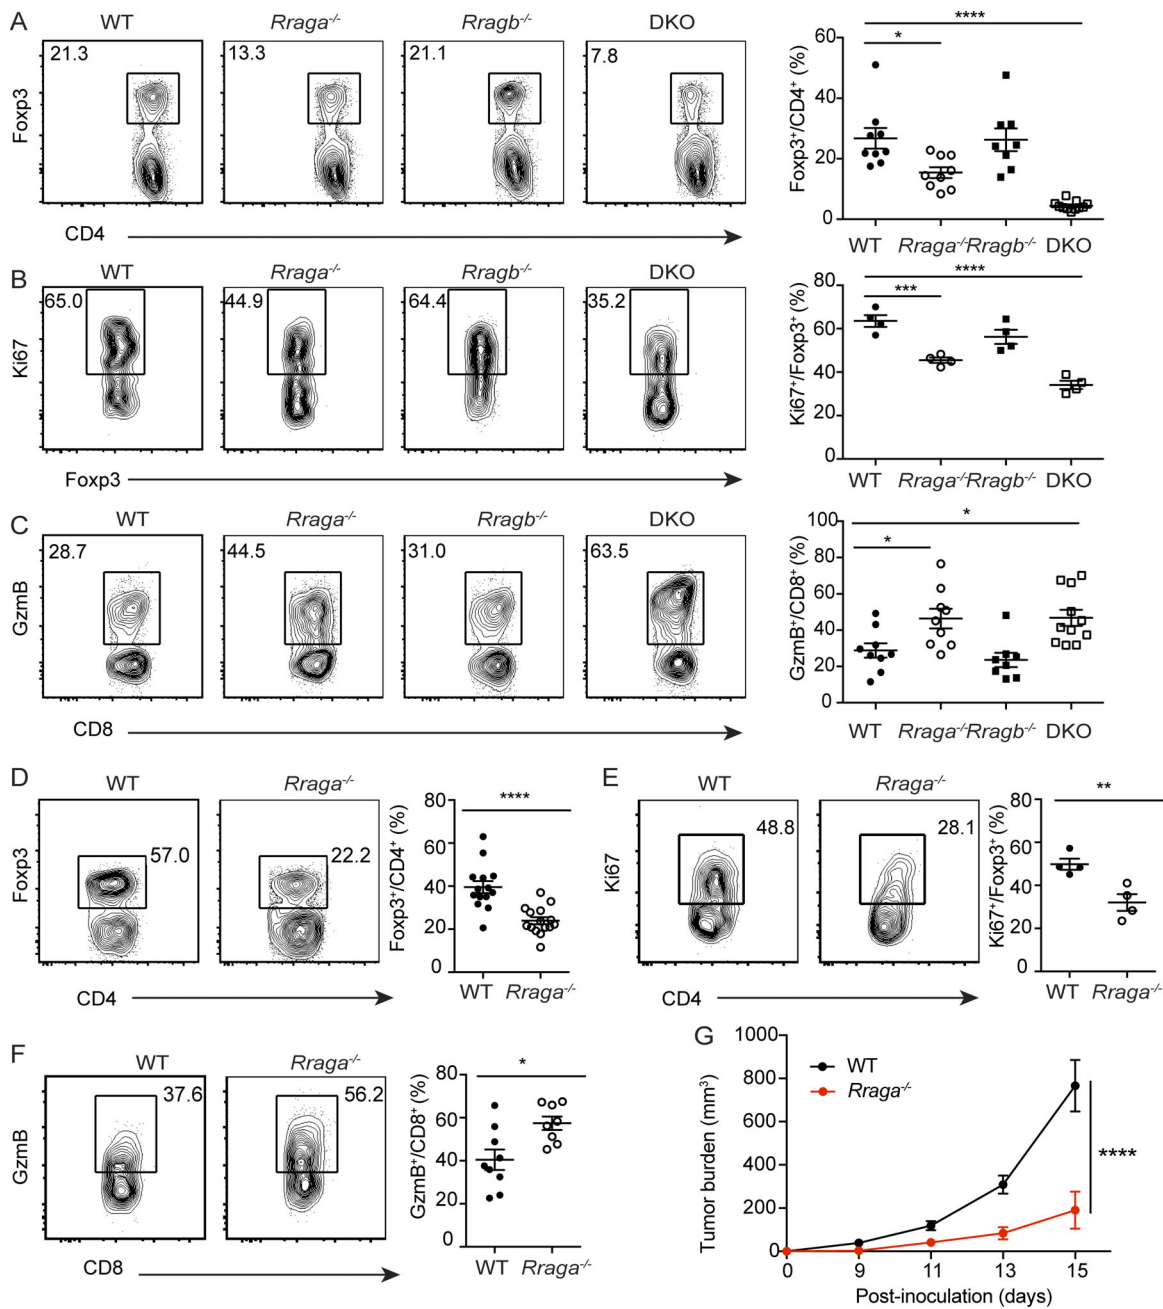 A
WT
Rraga-/-
Rragb-/-
DKO
21.3
13.3
21.1
7.8
Foxp3
CD4
Foxp3+/CD4+ (%)
60
40
20
0
*
****
WT
Rraga-/-
Rragb-/-
DKO
B
WT
Rraga-/-
Rragb-/-
DKO
65.0
44.9
64.4
35.2
Ki67
Foxp3
Ki67+/Foxp3+ (%)
80
60
40
20
0
***
****
WT
Rraga-/-
Rragb-/-
DKO
C
WT
Rraga-/-
Rragb-/-
DKO
28.7
44.5
31.0
63.5
GzmB
CD8
GzmB+/CD8+ (%)
100
80
60
40
20
0
*
*
WT
Rraga-/-
Rragb-/-
DKO
D
WT
Rraga-/-
57.0
22.2
Foxp3
CD4
Foxp3+/CD4+ (%)
80
60
40
20
0
****
WT
Rraga-/-
E
WT
Rraga-/-
48.8
28.1
Ki67
CD4
Ki67+/Foxp3+ (%)
80
60
40
20
0
**
WT
Rraga-/-
F
WT
Rraga-/-
37.6
56.2
GzmB
CD8
GzmB+/CD8+ (%)
80
60
40
20
0
*
WT
Rraga-/-
G
Tumor burden (mm3)
1000
800
600
400
200
0
WT
Rraga-/-
****
0
9
11
13
15
Post-inoculation (days)